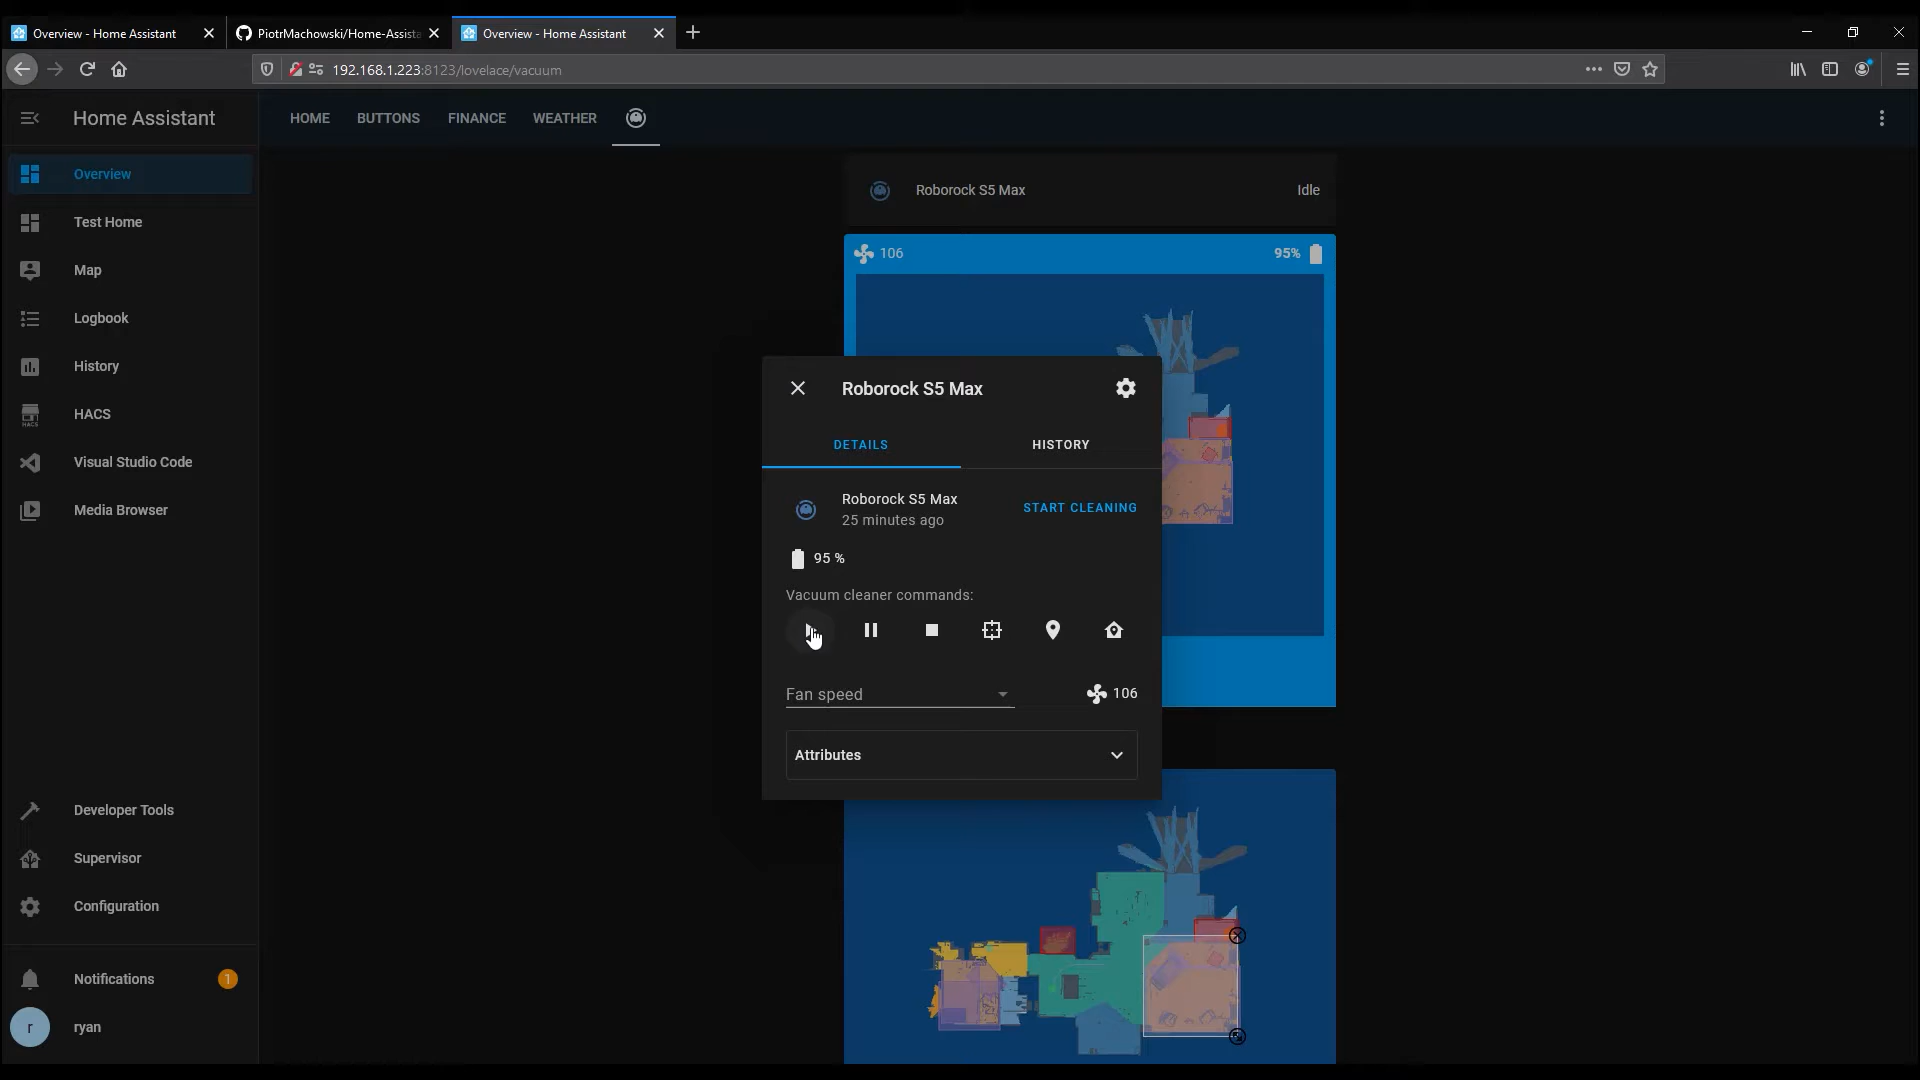 Overview - Home Assistant
PiotrMachowski/Home-Assista
Overview - Home Assistant
192.168.1.223:8123/lovelace/vacuum
Home Assistant
HOME
BUTTONS
FINANCE
WEATHER
Overview
Test Home
Map
Logbook
History
HACS
HACS
Visual Studio Code
Media Browser
Developer Tools
Supervisor
Configuration
Notifications
1
r
ryan
Roborock S5 Max
Idle
106
95%
Roborock S5 Max
DETAILS
HISTORY
Roborock S5 Max
25 minutes ago
START CLEANING
95 %
Vacuum cleaner commands:
Fan speed
106
Attributes